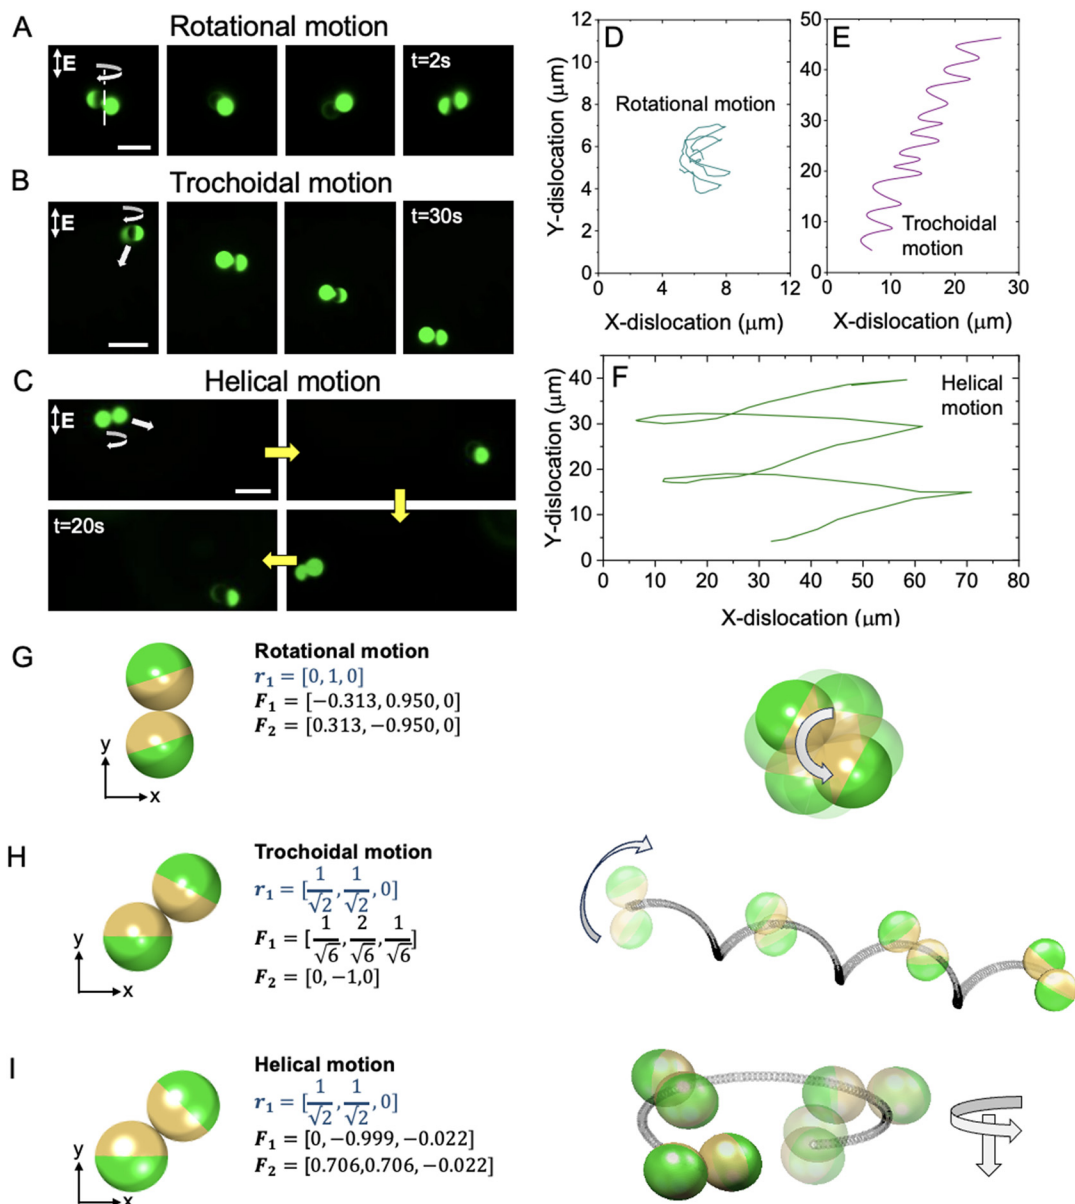 A
Rotational motion
E
t=2s
B
Trochoidal motion
E
t=30s
C
Helical motion
E
t=20s
D
Rotational motion
12
10
8
6
4
2
0
0 4 8 12
Y-dislocation (μm)
X-dislocation (μm)
E
Trochoidal
motion
50
40
30
20
10
0
0 10 20 30
(μm)
F
Helical
motion
40
30
20
10
0
0 10 20 30 40 50 60 70 80
Y-dislocation (μm)
X-dislocation (μm)
G
y
x
Rotational motion
r₁ = [0, 1, 0]
F₁ = [−0.313, 0.950, 0]
F₂ = [0.313, −0.950, 0]
H
y
x
Trochoidal motion
r₁ = [1/√2, 1/√2, 0]
F₁ = [1/√6, 2/√6, 1/√6]
F₂ = [0, −1,0]
I
y
x
Helical motion
r₁ = [1/√2, 1/√2, 0]
F₁ = [0, −0.999, −0.022]
F₂ = [0.706,0.706, −0.022]